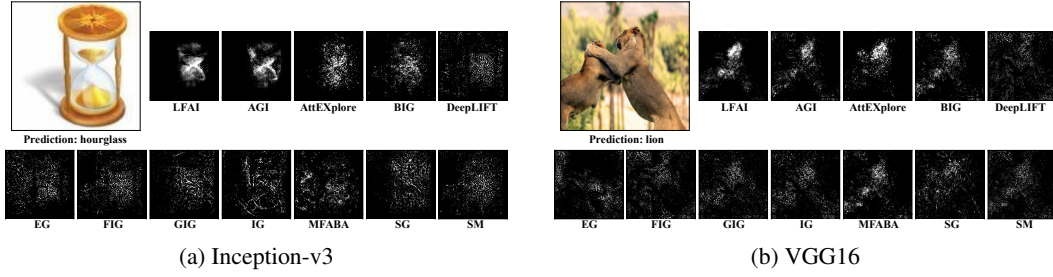 LFAI AGI AttEXplore BIG DeepLIFT
Prediction: hourglass
EG FIG GIG IG MFABA SG SM
(a) Inception-v3
LFAI AGI AttEXplore BIG DeepLIFT
Prediction: lion
EG FIG GIG IG MFABA SG SM
(b) VGG16